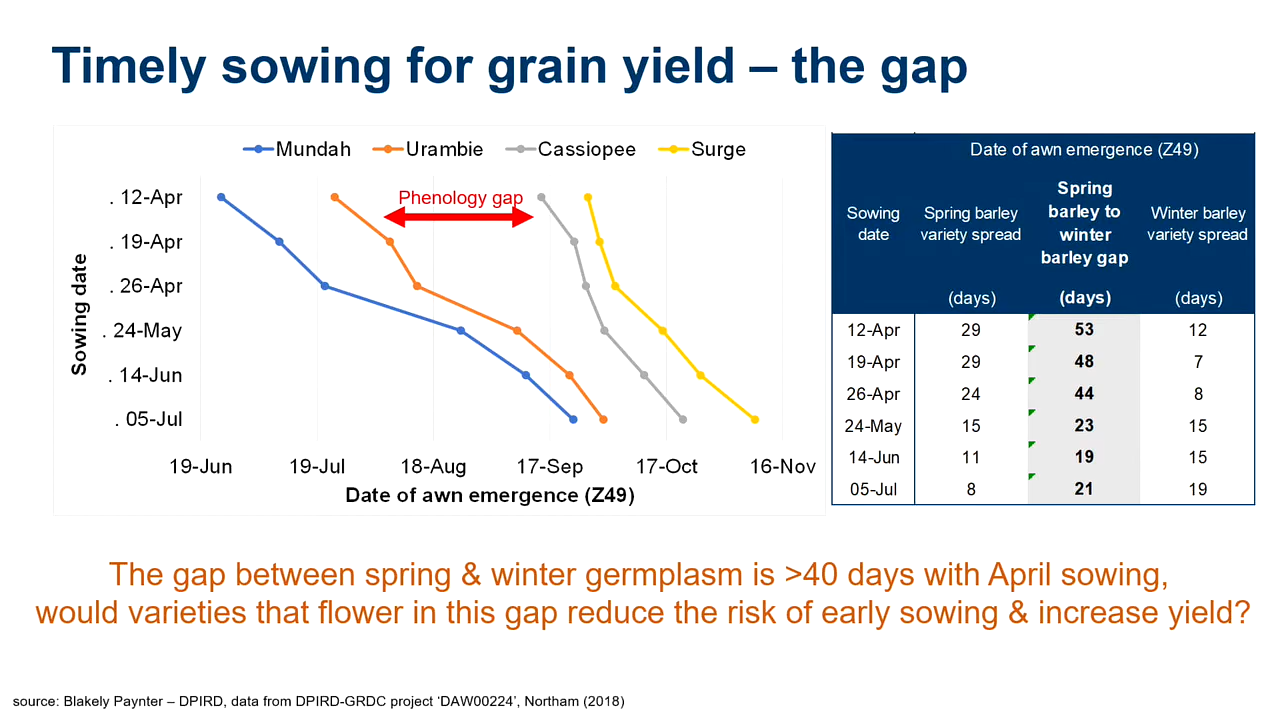 Timely sowing for grain yield – the gap
Mundah Urambie Cassiopee Surge
Phenology gap
Sowing date
. 12-Apr
. 19-Apr
. 26-Apr
. 24-May
. 14-Jun
. 05-Jul
19-Jun 19-Jul 18-Aug 17-Sep 17-Oct 16-Nov
Date of awn emergence (Z49)
Date of awn emergence (Z49)
Sowing date
Spring barley variety spread
(days)
Spring barley to winter barley gap
(days)
Winter barley variety spread
(days)
12-Apr 29 53 12
19-Apr 29 48 7
26-Apr 24 44 8
24-May 15 23 15
14-Jun 11 19 15
05-Jul 8 21 19
The gap between spring & winter germplasm is >40 days with April sowing,
would varieties that flower in this gap reduce the risk of early sowing & increase yield?
source: Blakely Paynter – DPIRD, data from DPIRD-GRDC project ‘DAW00224’, Northam (2018)